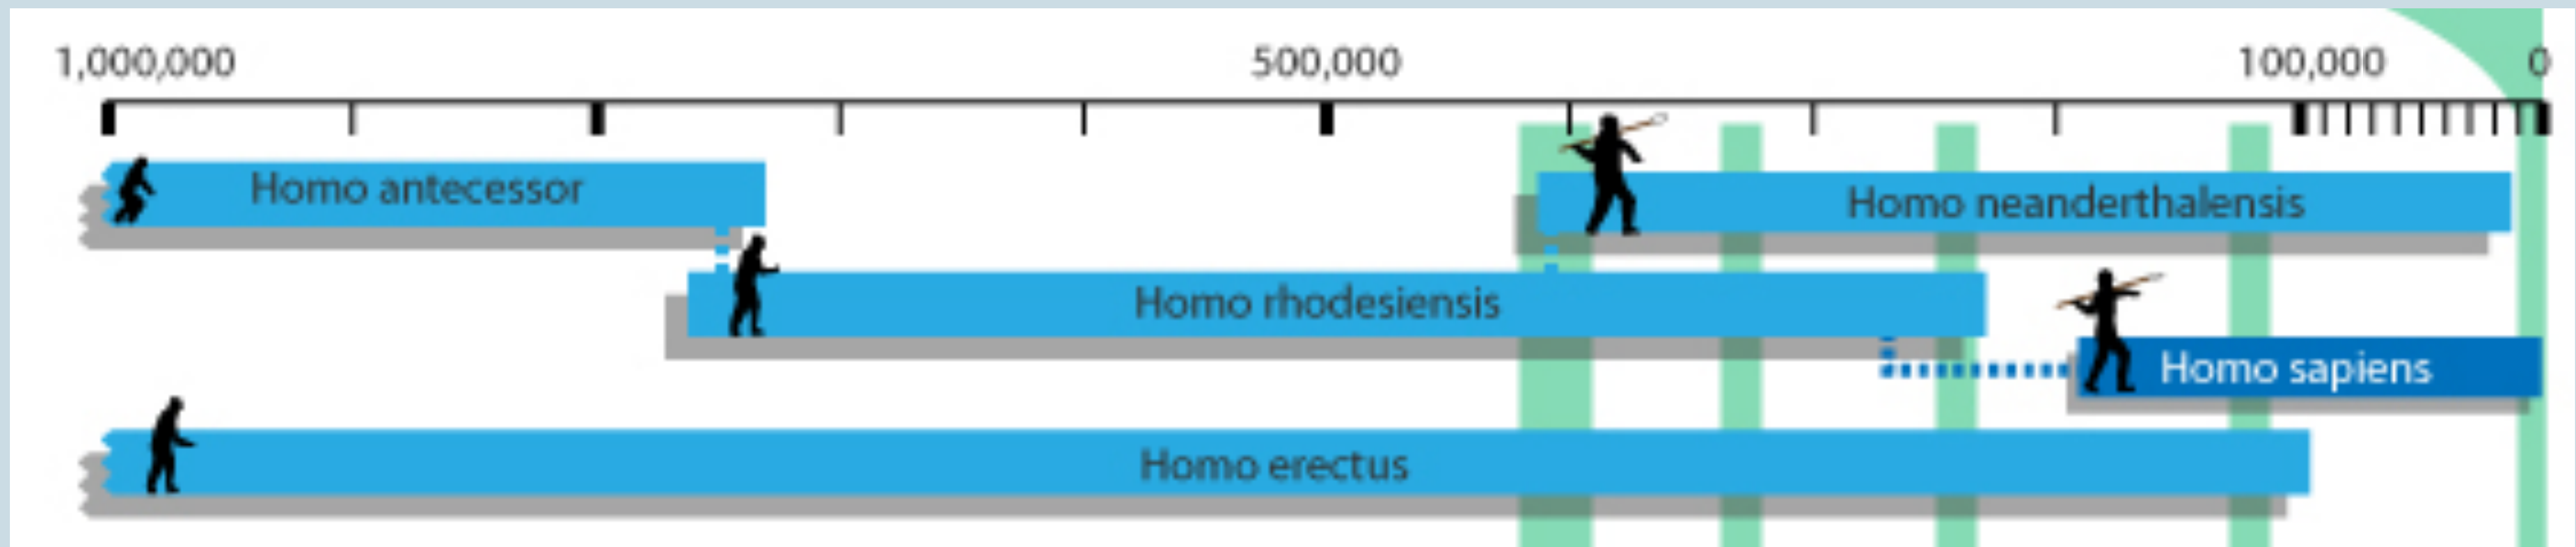 1,000,000 500,000 100,000 0
Homo antecessor
Homo neanderthalensis
Homo rhodesiensis
Homo sapiens
Homo erectus